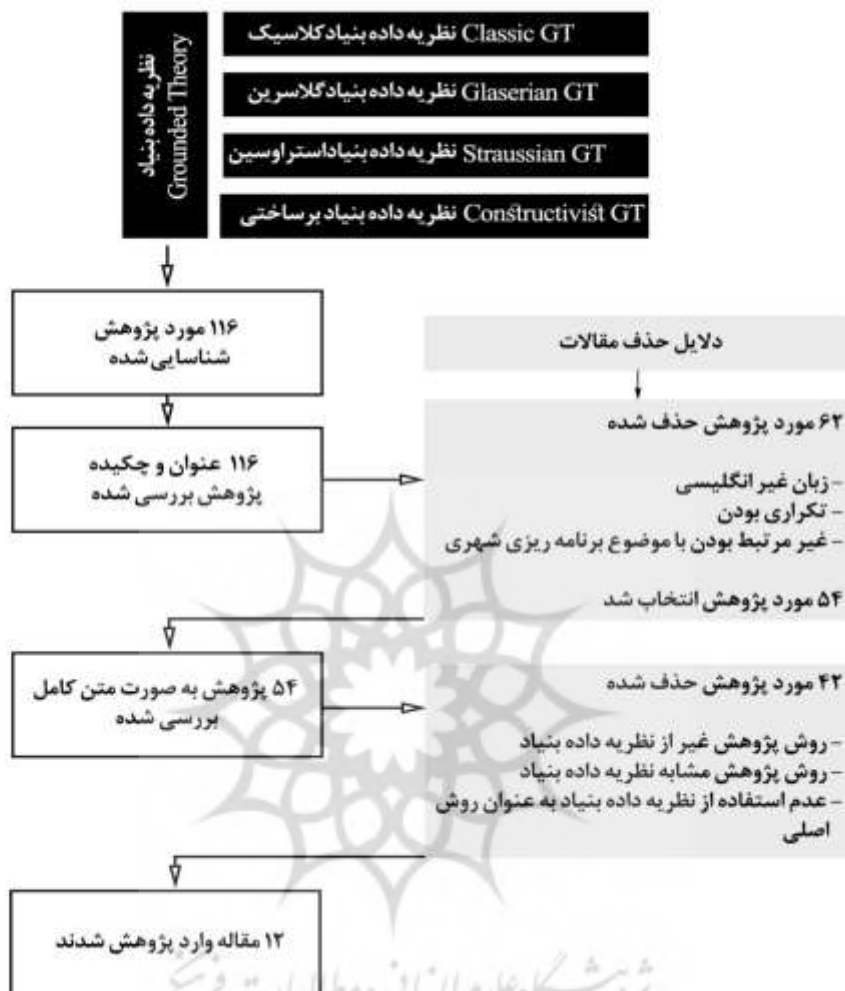 نظریه داده بنیاد
Grounded Theory
Classic GT نظریه داده بنیاد کلاسیک
Glaserian GT نظریه داده بنیاد گلاسرین
Straussian GT نظریه داده بنیاد استراوسین
Constructivist GT نظریه داده بنیاد برساختی
۱۱۶ مورد پژوهش
شناسایی شده
۱۱۶ عنوان و چکیده
پژوهش بررسی شده
دلایل حذف مقالات
۶۲ مورد پژوهش حذف شده
- زبان غیر انگلیسی
- تکراری بودن
- غیر مرتبط بودن با موضوع برنامه ریزی شهری
۵۴ مورد پژوهش انتخاب شد
۵۴ پژوهش به صورت متن کامل
بررسی شده
۴۲ مورد پژوهش حذف شده
- روش پژوهش غیر از نظریه داده بنیاد
- روش پژوهش مشابه نظریه داده بنیاد
- عدم استفاده از نظریه داده بنیاد به عنوان روش
اصلی
۱۲ مقاله وارد پژوهش شدند